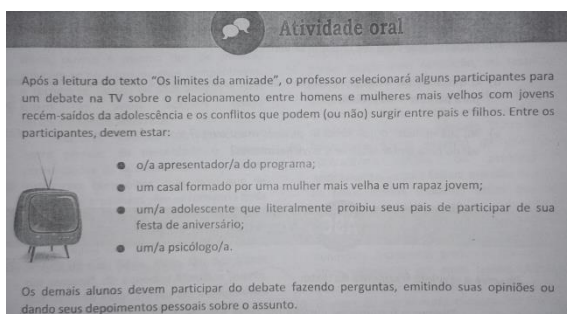 Atividade oral
Após a leitura do texto "Os limites da amizade", o professor selecionará alguns participantes para
um debate na TV sobre o relacionamento entre homens e mulheres mais velhos com jovens
recém-saídos da adolescência e os conflitos que podem (ou não) surgir entre pais e filhos. Entre os
participantes, devem estar:
● o/a apresentador/a do programa;
● um casal formado por uma mulher mais velha e um rapaz jovem;
● um/a adolescente que literalmente proibiu seus pais de participar de sua
festa de aniversário;
● um/a psicólogo/a.
Os demais alunos devem participar do debate fazendo perguntas, emitindo suas opiniões ou
dando seus depoimentos pessoais sobre o assunto.